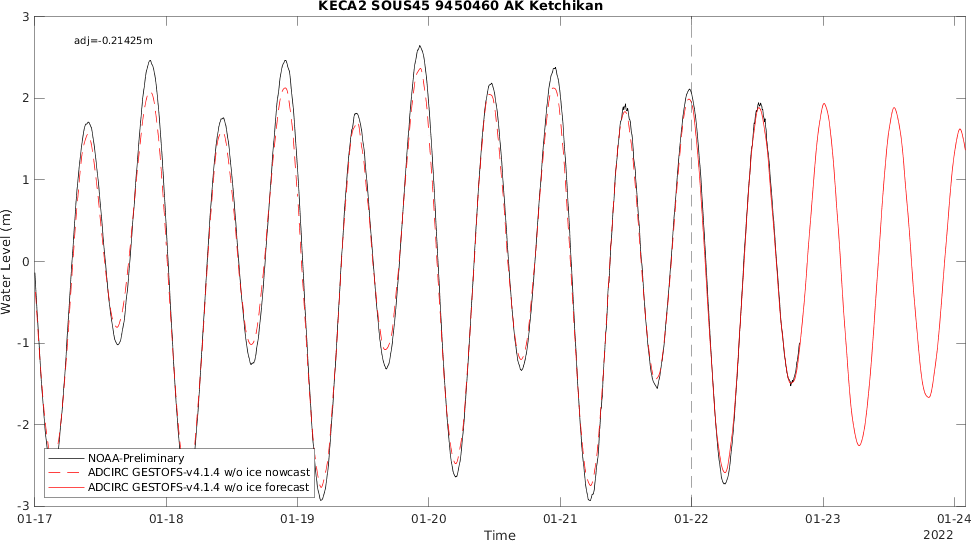 KECA2 SOUS45 9450460 AK Ketchikan
adj=-0.21425m
3
2
1
0
-1
-2
-3
Water Level (m)
NOAA-Preliminary
ADCIRC GESTOFS-v4.1.4 w/o ice nowcast
ADCIRC GESTOFS-v4.1.4 w/o ice forecast
01-17 01-18 01-19 01-20 01-21 01-22 01-23 01-24
Time
2022